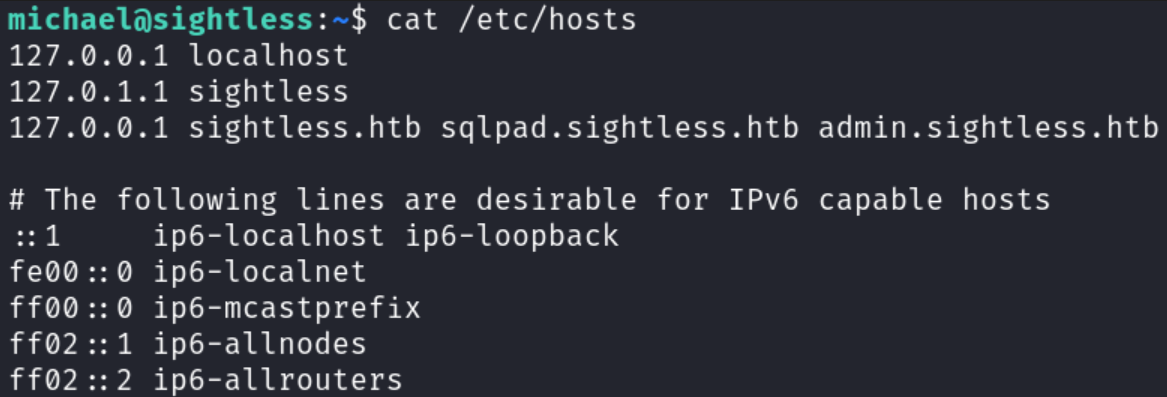 michael@sightless:~$ cat /etc/hosts
127.0.0.1 localhost
127.0.1.1 sightless
127.0.0.1 sightless.htb sqlpad.sightless.htb admin.sightless.htb

# The following lines are desirable for IPv6 capable hosts
::1     ip6-localhost ip6-loopback
fe00::0 ip6-localnet
ff00::0 ip6-mcastprefix
ff02::1 ip6-allnodes
ff02::2 ip6-allrouters